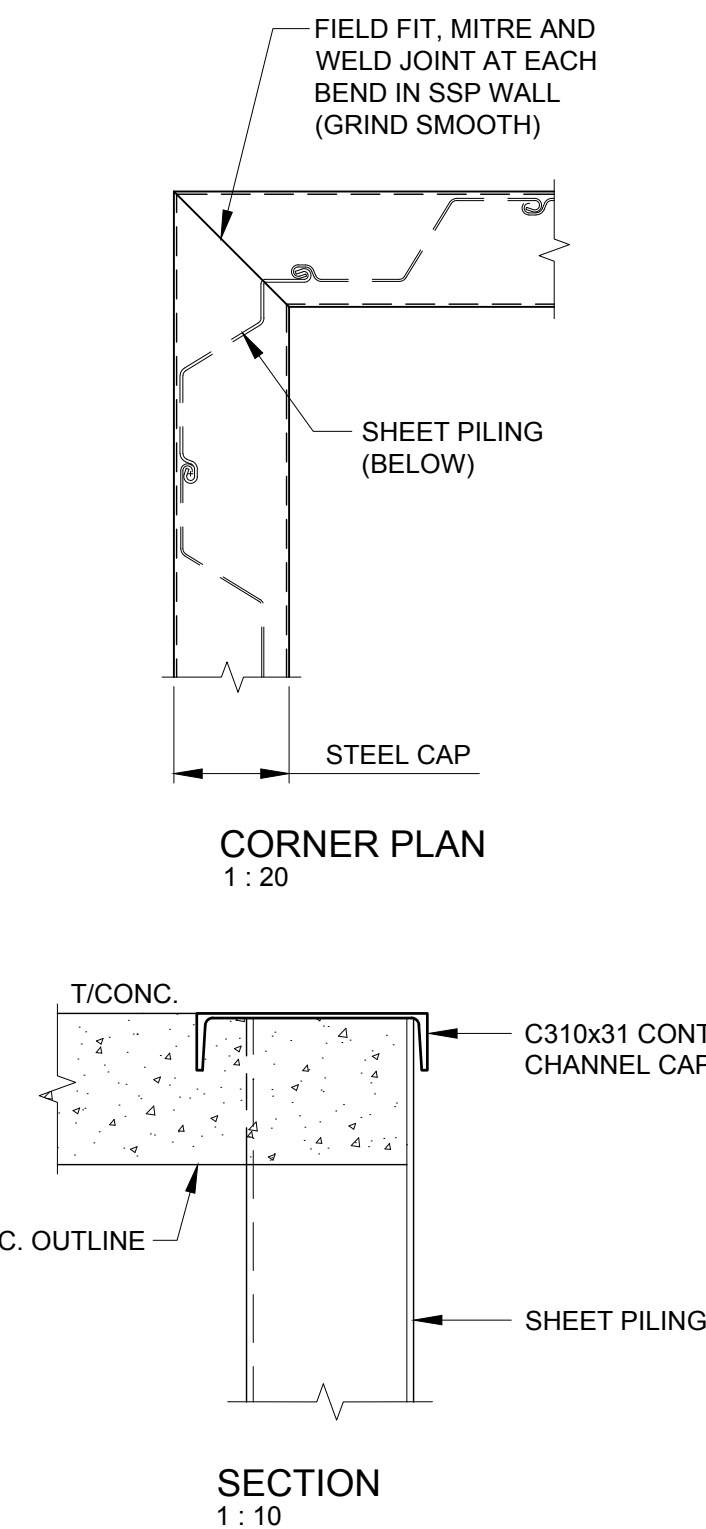 FIELD FIT, MITRE AND
WELD JOINT AT EACH
BEND IN SSP WALL
(GRIND SMOOTH)
SHEET PILING
(BELOW)
STEEL CAP
CORNER PLAN
1 : 20
T/CONC.
C310x31 CONT
CHANNEL CAP
C. OUTLINE
SHEET PILING
SECTION
1 : 10